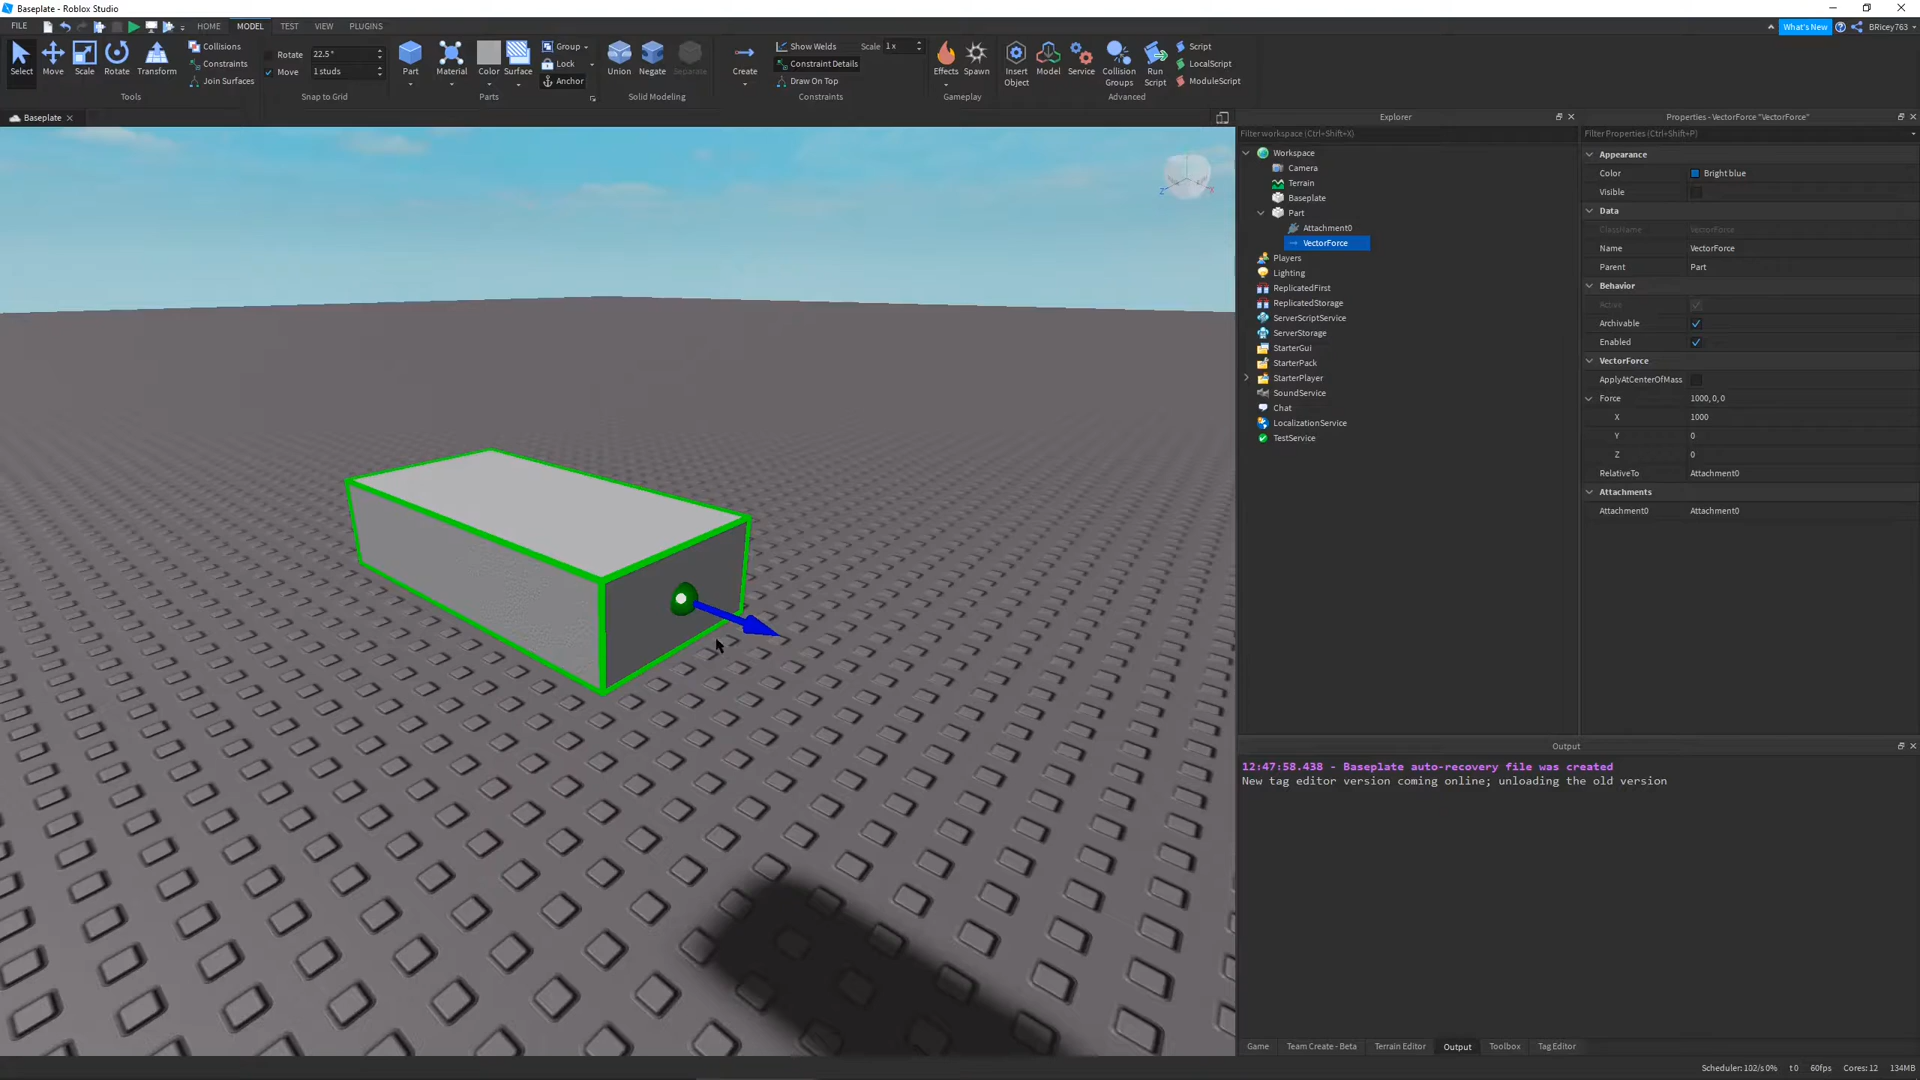 Baseplate - Roblox Studio
FILE
HOME
MODEL
TEST
VIEW
PLUGINS
What's New
BRicey763
Select
Move
Scale
Rotate
Transform
Collisions
Constraints
Join Surfaces
Tools
Rotate
22.5°
Move
1 studs
Snap to Grid
Part
Material
Color
Surface
Group
Lock
Anchor
Parts
Union
Negate
Separate
Solid Modeling
Create
Show Welds
Scale
1 x
Constraint Details
Draw On Top
Constraints
Effects
Spawn
Gameplay
Insert
Object
Model
Service
Collision
Groups
Run
Script
Script
LocalScript
ModuleScript
Advanced
Baseplate
Explorer
Filter workspace (Ctrl+Shift+X)
Workspace
Camera
Terrain
Baseplate
Part
Attachment0
VectorForce
Players
Lighting
ReplicatedFirst
ReplicatedStorage
ServerScriptService
ServerStorage
StarterGui
StarterPack
StarterPlayer
SoundService
Chat
LocalizationService
TestService
Properties - VectorForce "VectorForce"
Filter Properties (Ctrl+Shift+P)
Appearance
Color Bright blue
Visible
Data
ClassName VectorForce
Name VectorForce
Parent Part
Behavior
Active
Archivable
Enabled
VectorForce
ApplyAtCenterOfMass
Force 1000, 0, 0
X 1000
Y 0
Z 0
RelativeTo Attachment0
Attachments
Attachment0 Attachment0
Output
12:47:58.438 - Baseplate auto-recovery file was created
New tag editor version coming online; unloading the old version
Game
Team Create - Beta
Terrain Editor
Output
Toolbox
Tag Editor
Scheduler: 102/s 0% t 0 60fps Cores: 12 134MB